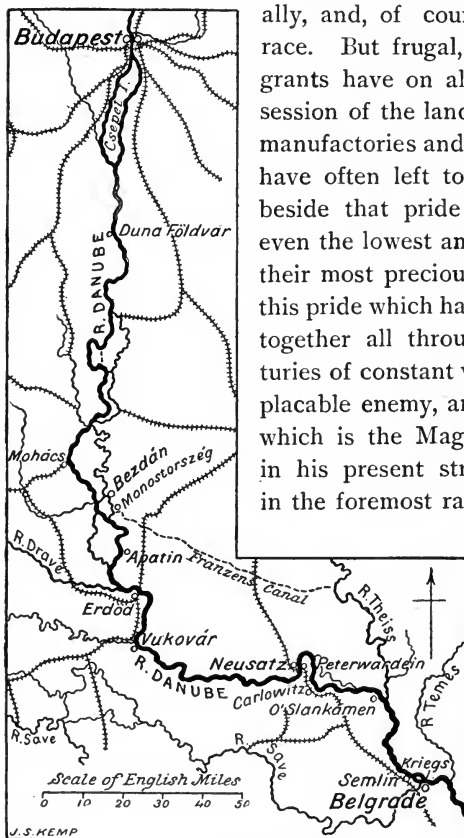 ally, and, of cour
race. But frugal,
grants have on al
session of the land
manufactories and
have often left to
beside that pride
even the lowest an
their most precious
this pride which ha
together all throu
turies of constant w
placable enemy, an
which is the Mag
in his present str
in the foremost ra
Budapest
Csepel I.
Duna Földvár
R. DANUBE
Mohács
Bezdán
Monostorszég
R. Drave
Apatin
Franzens Canal
R. Theiss
Erdöd
Vukovár
R. DANUBE
Neusatz
Peterwardein
Carlowitz
O'Slankámen
R. Temes
R. Save
R. Save
Kriegs
Semlin
Belgrade
Scale of English Miles
0 10 20 30 40 50
J.S. KEMP